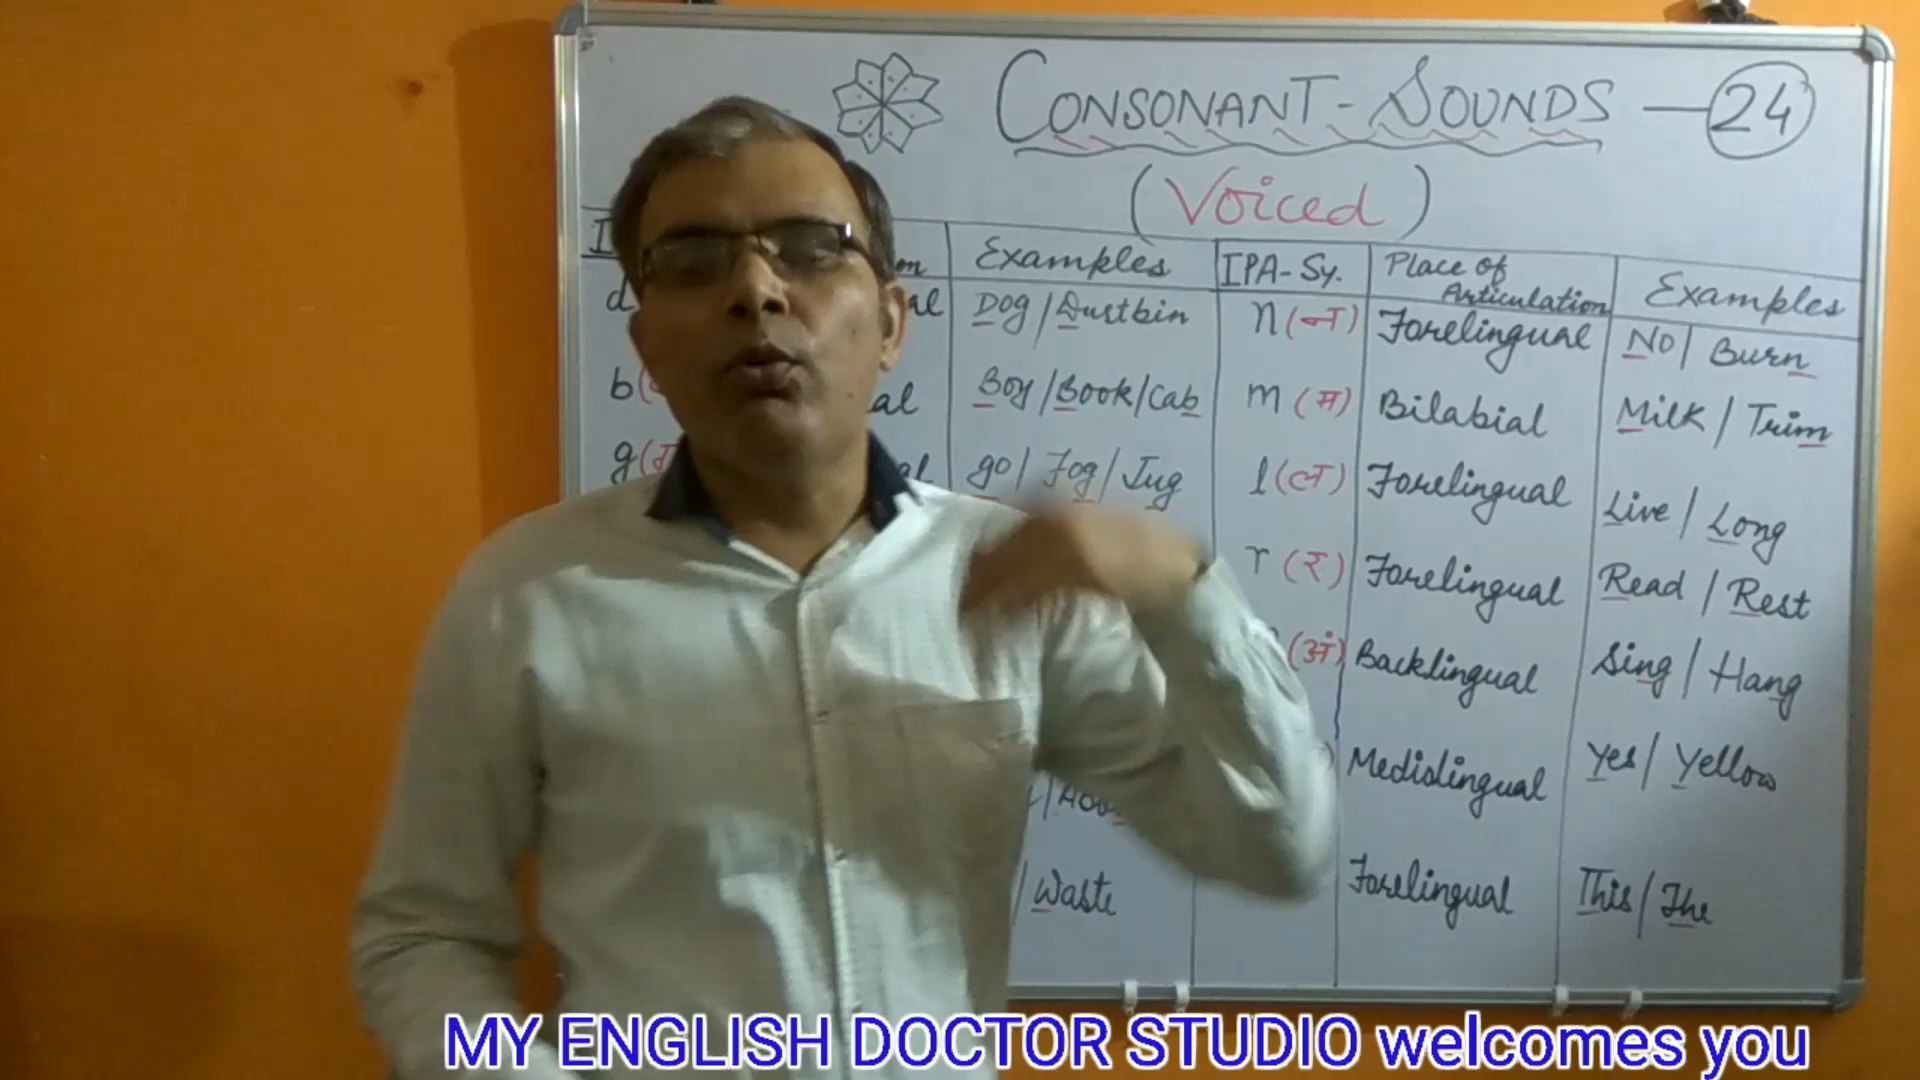 CONSONANT-SOUNDS — 24
(Voiced)
Examples IPA-Sy. Place of Articulation Examples
Dog/Dustbin n(न) Forelingual No/Burn
b Boy/Book/Cab m(म) Bilabial Milk/Trim
g go/Fog/Jug l(ल) Forelingual Live/Long
r(र) Forelingual Read/Rest
(अं) Backlingual Sing/Hang
Mediolingual Yes/Yellow
/Waste Forelingual This/The
MY ENGLISH DOCTOR STUDIO welcomes you